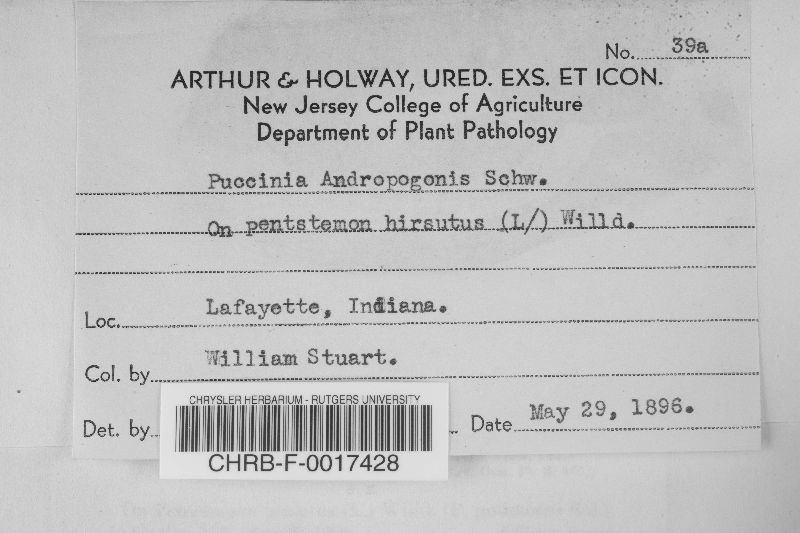 No. 39a
ARTHUR & HOLWAY, URED. EXS. ET ICON.
New Jersey College of Agriculture
Department of Plant Pathology
Puccinia Andropogonis Schw.
On pentstemon hirsutus (L/) Willd.
Loc. Lafayette, Indiana.
Col. by William Stuart.
Det. by
Date May 29, 1896.
CHRYSLER HERBARIUM - RUTGERS UNIVERSITY
CHRB-F-0017428